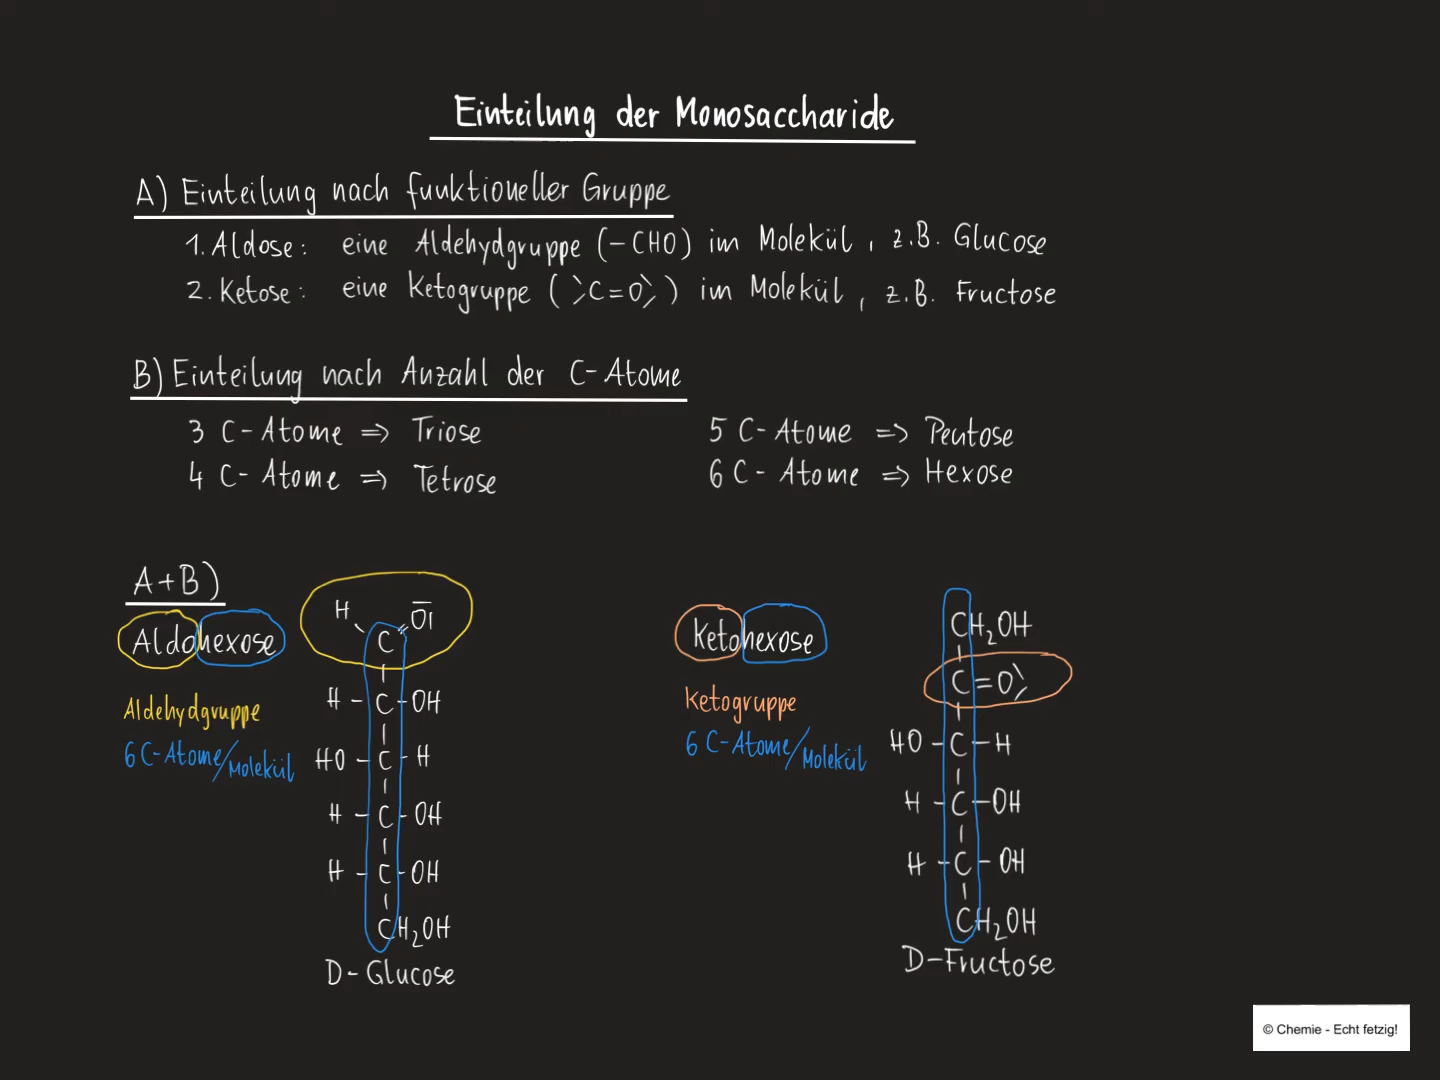 Einteilung der Monosaccharide
A) Einteilung nach funktioneller Gruppe
1. Aldose: eine Aldehydgruppe (-CHO) im Molekül, z.B. Glucose
2. Ketose: eine Ketogruppe (〉C=O〉) im Molekül, z.B. Fructose
B) Einteilung nach Anzahl der C-Atome
3 C-Atome => Triose
4 C-Atome => Tetrose
5 C-Atome => Pentose
6 C-Atome => Hexose
A+B)
Aldohexose
Aldehydgruppe
6 C-Atome/Molekül
H O|
C
H-C-OH
HO-C-H
H-C-OH
H-C-OH
CH₂OH
D-Glucose
Ketohexose
Ketogruppe
6 C-Atome/Molekül
CH₂OH
C=O〉
HO-C-H
H-C-OH
H-C-OH
CH₂OH
D-Fructose
© Chemie - Echt fetzig!